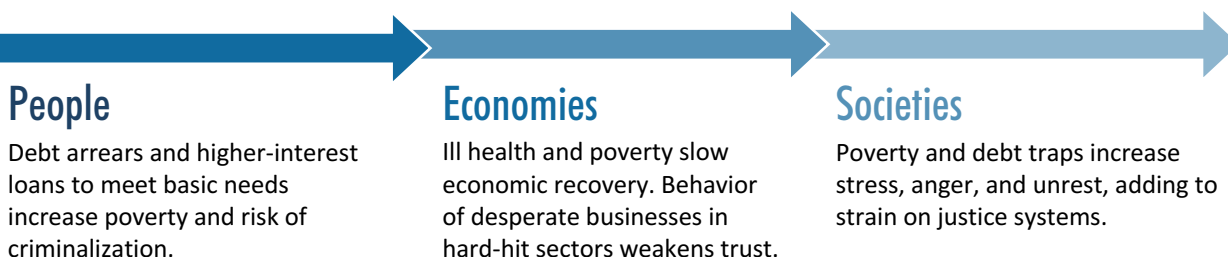 People
Debt arrears and higher-interest
loans to meet basic needs
increase poverty and risk of
criminalization.
Economies
Ill health and poverty slow
economic recovery. Behavior
of desperate businesses in
hard-hit sectors weakens trust.
Societies
Poverty and debt traps increase
stress, anger, and unrest, adding to
strain on justice systems.